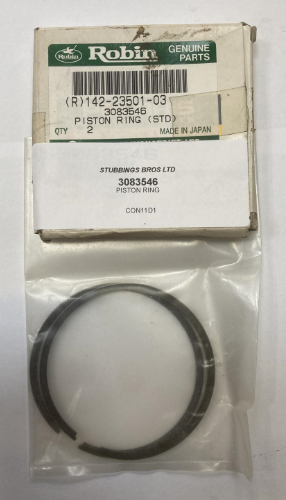 Robin
Robin
GENUINE
PARTS
(R)142-23501-03
3083546
PISTON RING (STD)
QTY 2
MADE IN JAPAN
STUBBINGS BROS LTD
3083546
PISTON RING
CON11D1